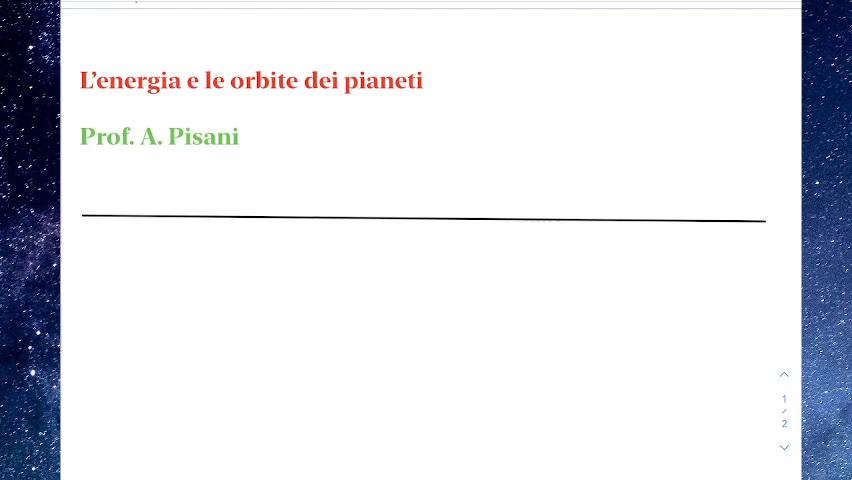 L’energia e le orbite dei pianeti
Prof. A. Pisani
1
/
2